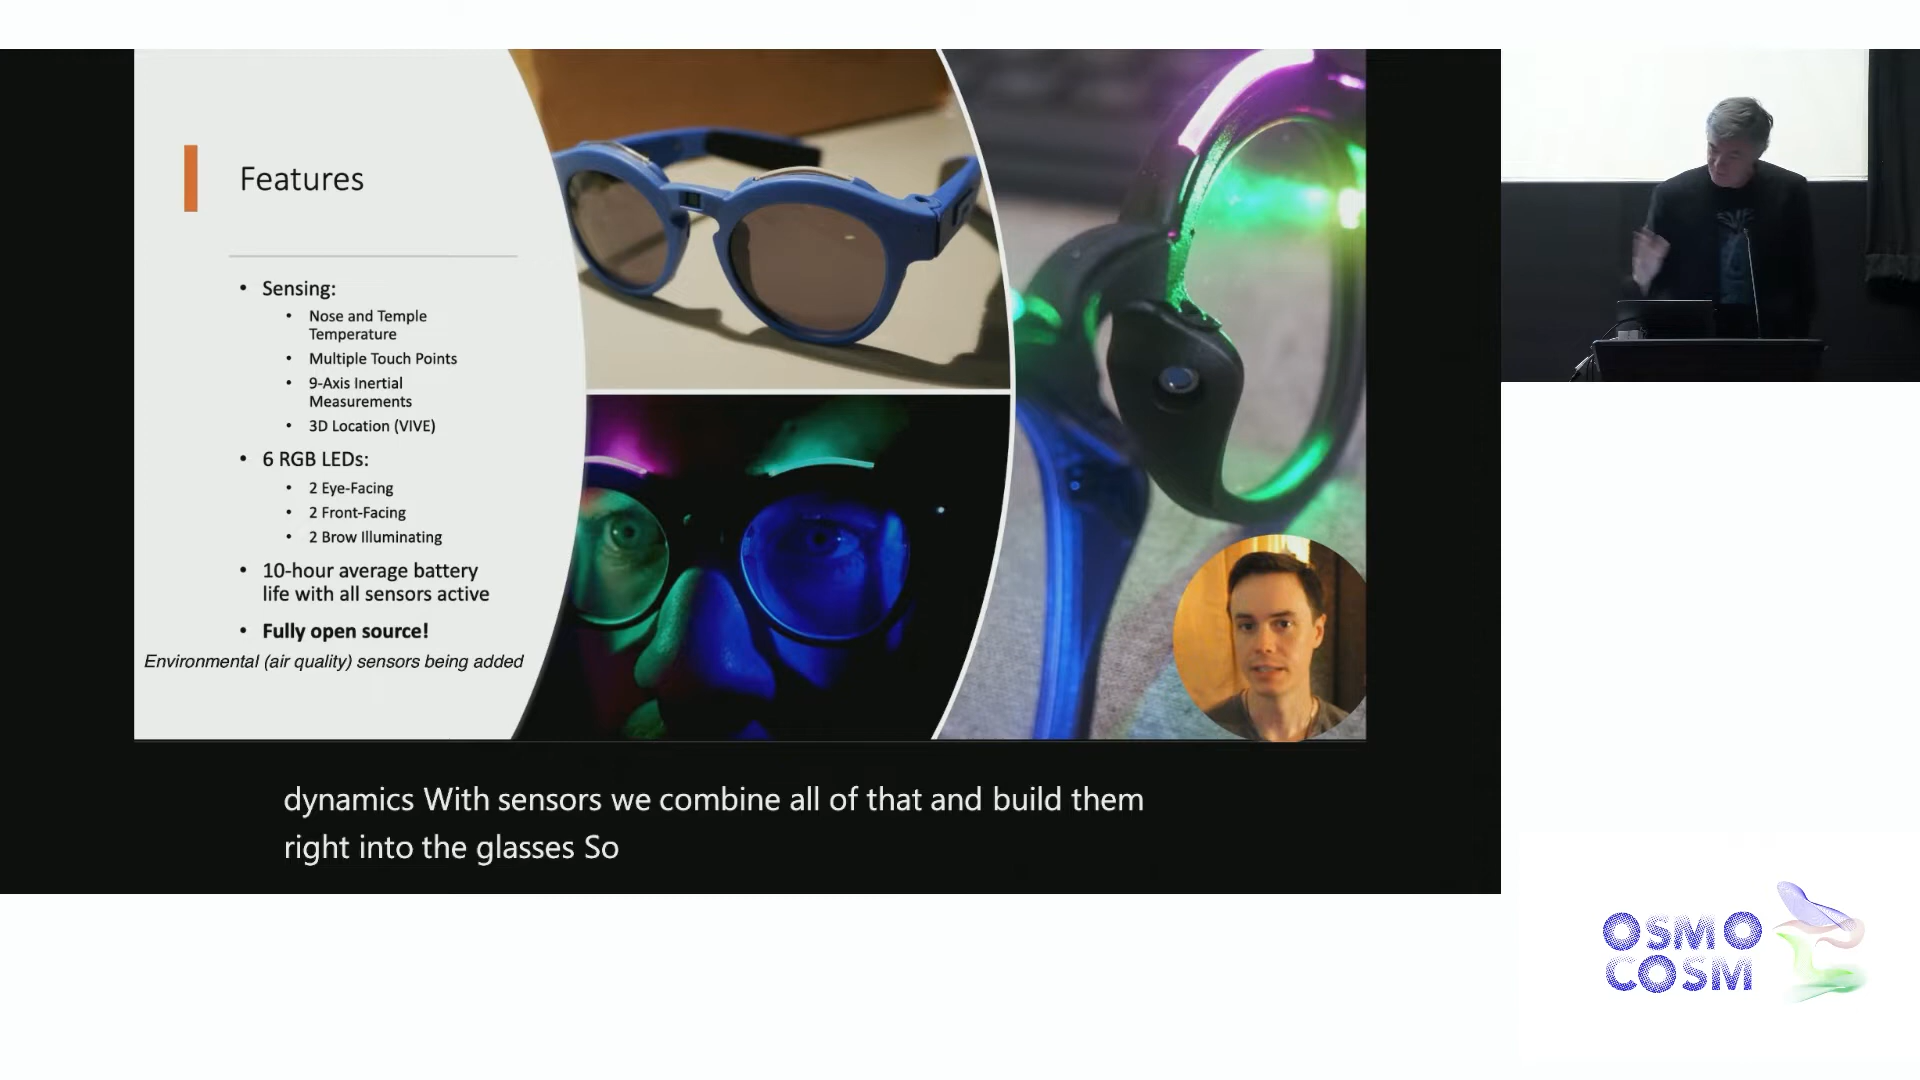 Features
• Sensing:
• Nose and Temple
Temperature
• Multiple Touch Points
• 9-Axis Inertial
Measurements
• 3D Location (VIVE)
• 6 RGB LEDs:
• 2 Eye-Facing
• 2 Front-Facing
• 2 Brow Illuminating
• 10-hour average battery
life with all sensors active
• Fully open source!
Environmental (air quality) sensors being added
dynamics With sensors we combine all of that and build them
right into the glasses So
OSMO
COSM